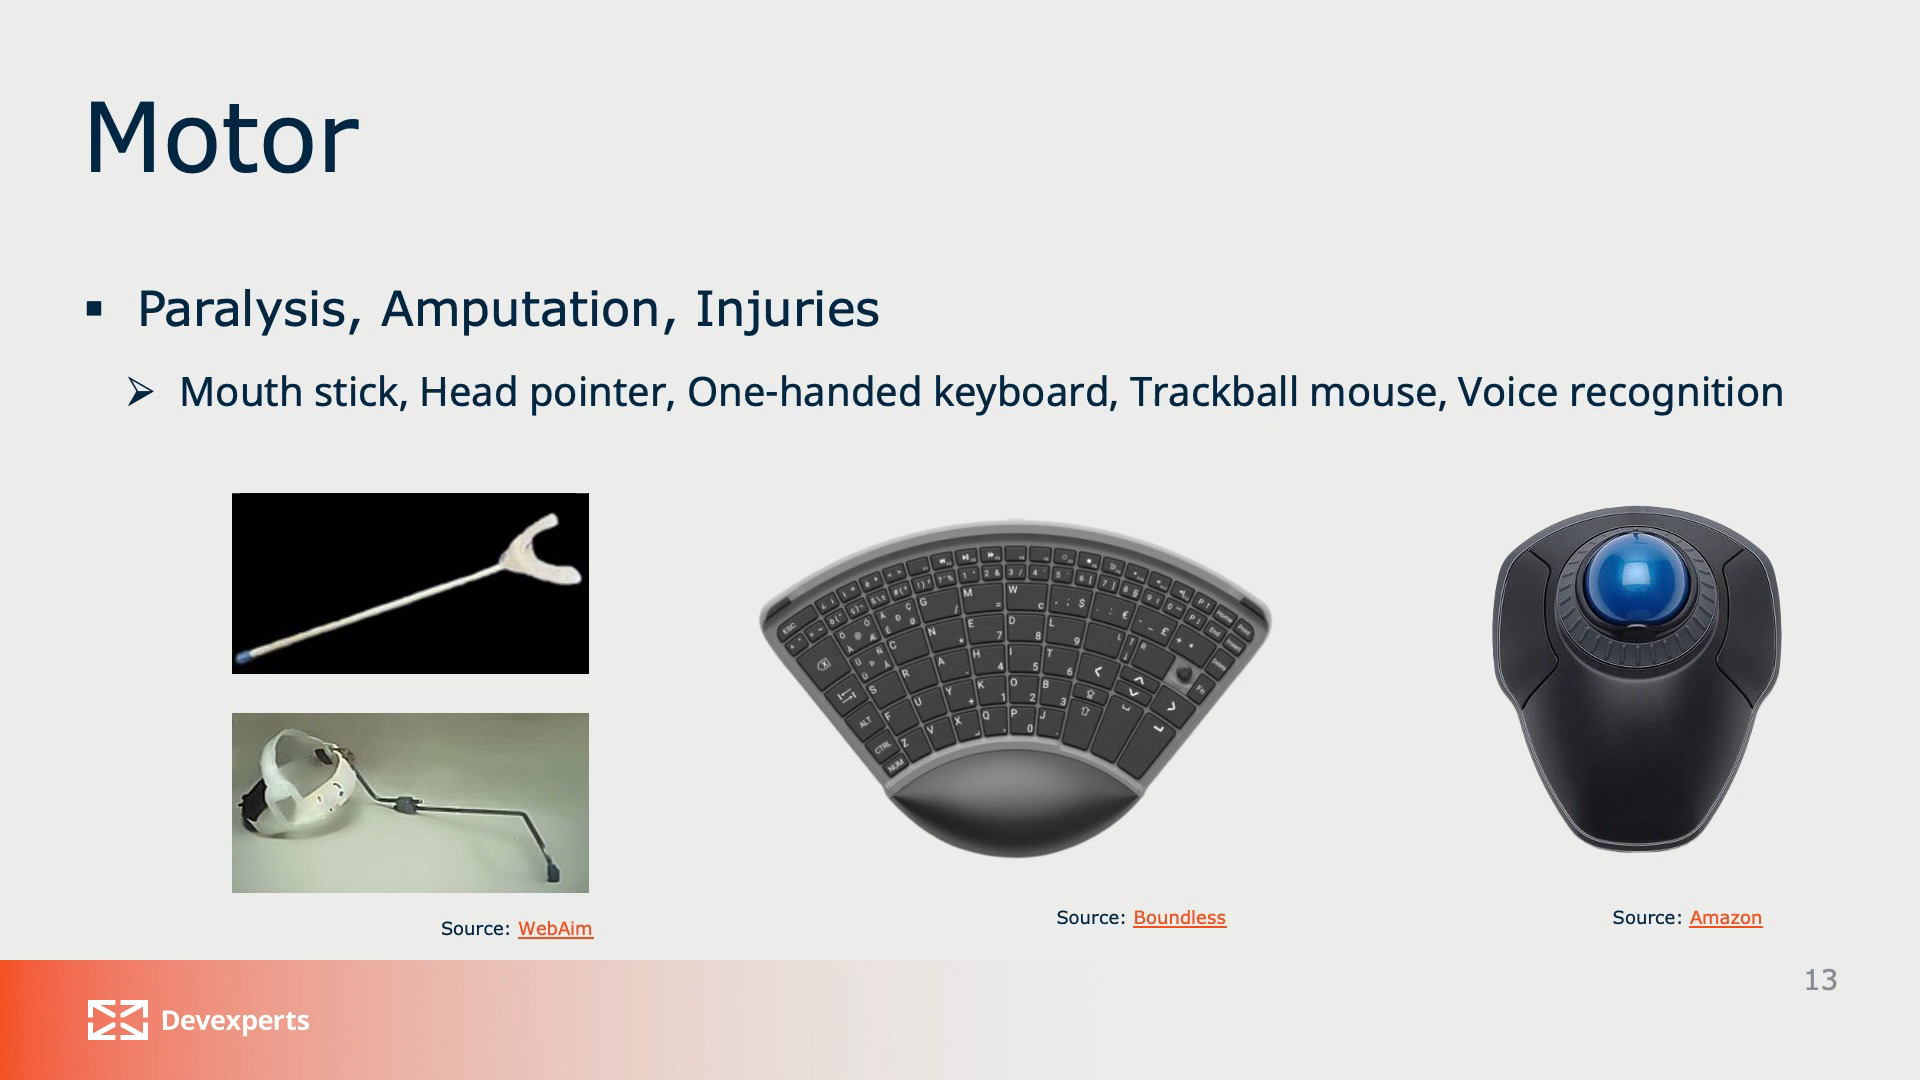 Motor
▪ Paralysis, Amputation, Injuries
➢ Mouth stick, Head pointer, One-handed keyboard, Trackball mouse, Voice recognition
Source: WebAim
Source: Boundless
Source: Amazon
13
Devexperts